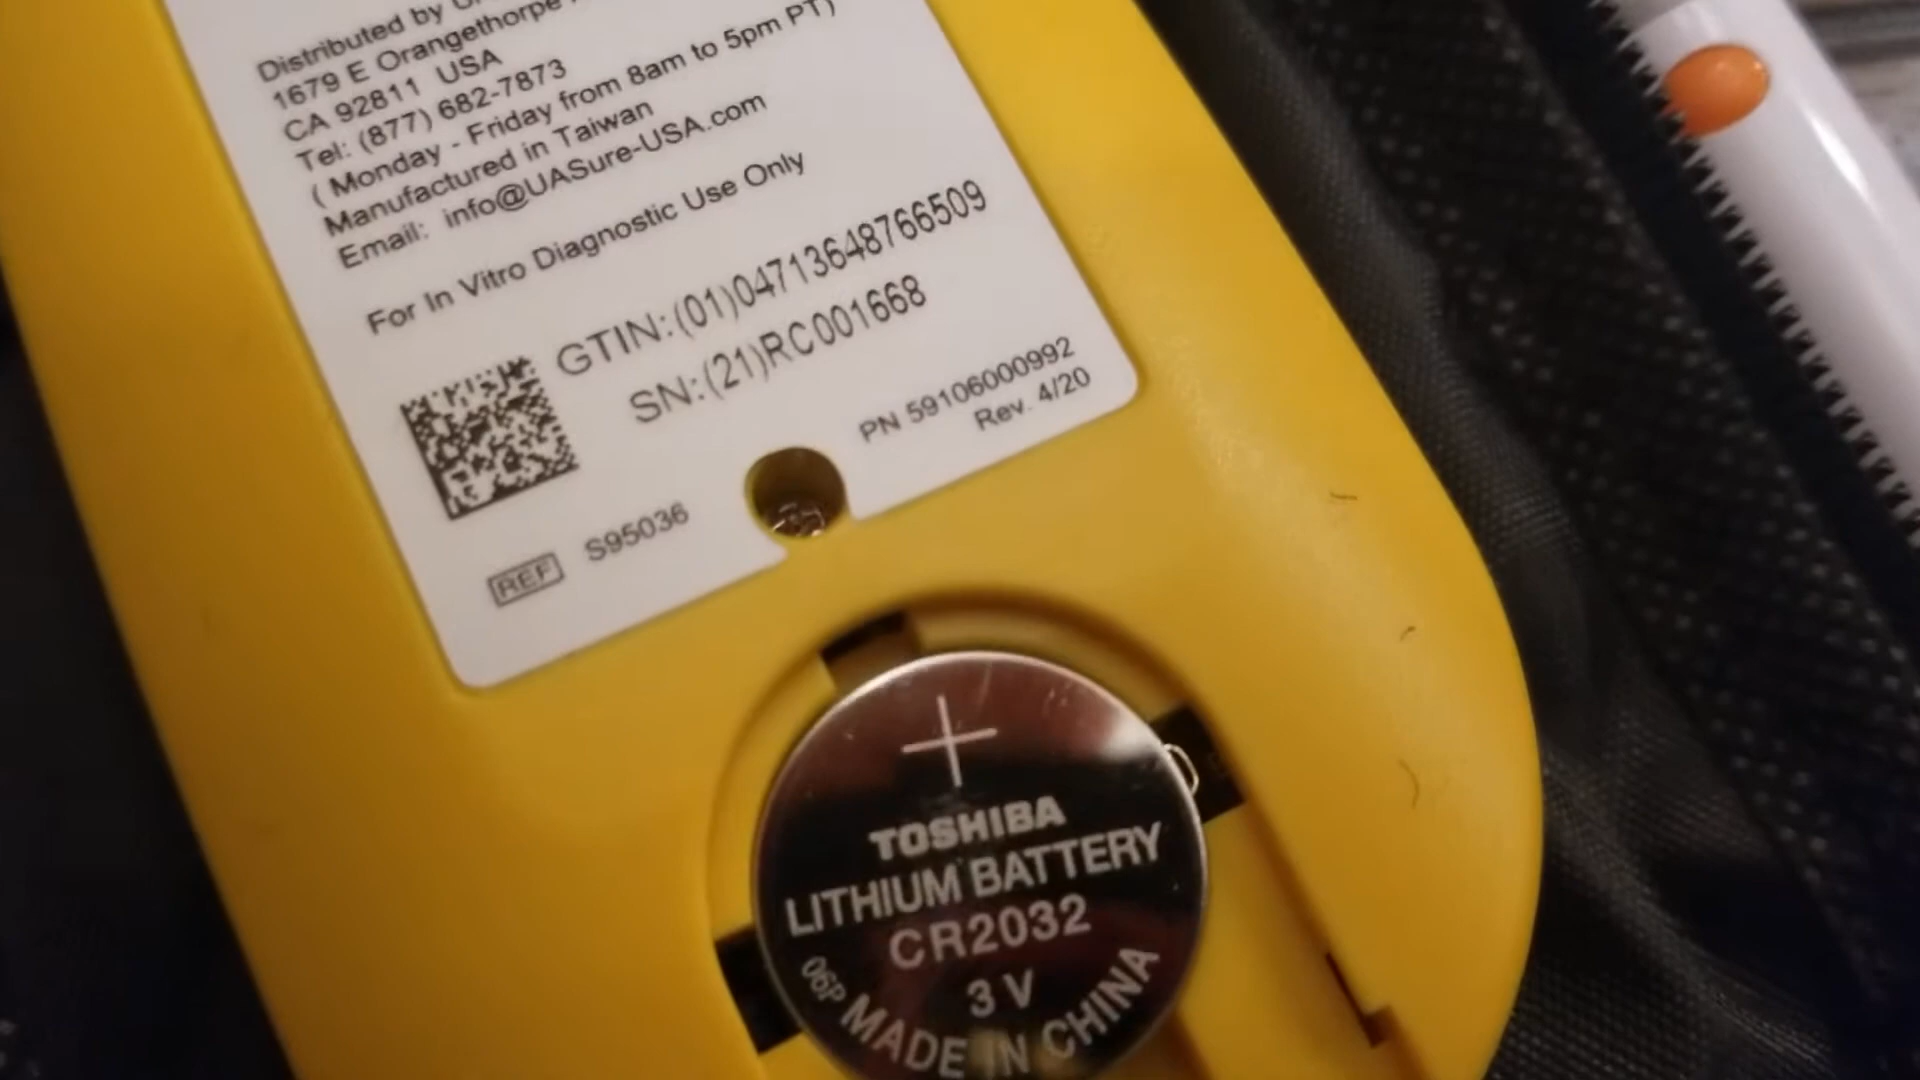 Distributed by
1679 E Orangethorpe
CA 92811 USA
Tel: (877) 682-7873
( Monday - Friday from 8am to 5pm PT)
Manufactured in Taiwan
Email: info@UASure-USA.com
For In Vitro Diagnostic Use Only
GTIN:(01)04713648766509
SN:(21)RC001668
PN 59106000992
Rev. 4/20
REF S95036
+
TOSHIBA
LITHIUM BATTERY
CR2032
3 V
06P MADE IN CHINA